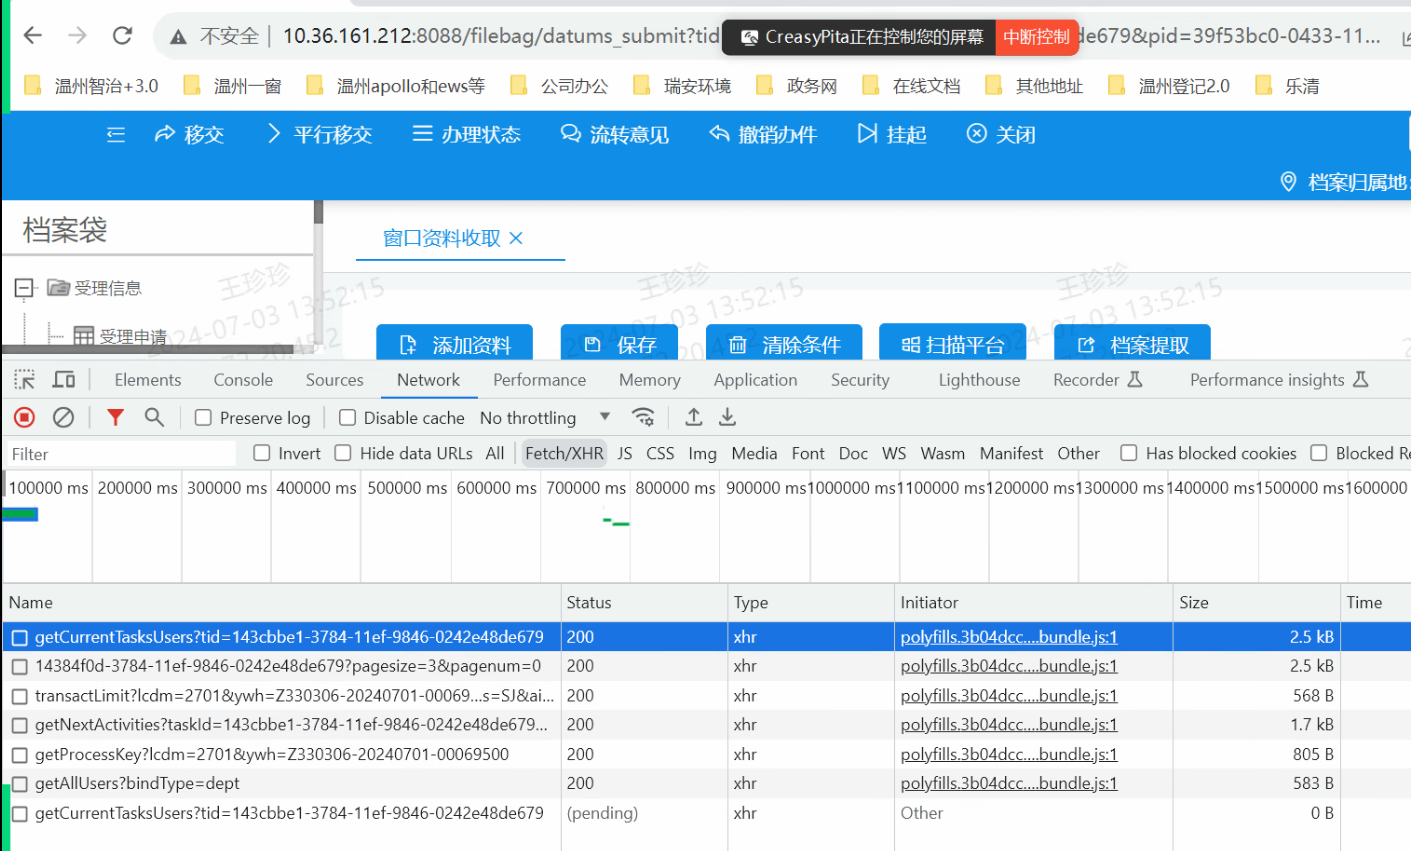 不安全 10.36.161.212:8088/filebag/datums_submit?tid CreasyPita正在控制您的屏幕 中断控制 de679&pid=39f53bc0-0433-11...
温州智治+3.0 温州一窗 温州apollo和ews等 公司办公 瑞安环境 政务网 在线文档 其他地址 温州登记2.0 乐清
移交 平行移交 办理状态 流转意见 撤销办件 挂起 关闭
档案归属地:
档案袋
窗口资料收取
受理信息
王珍珍 王珍珍 王珍珍
2024-07-03 13:52:15 2024-07-03 13:52:15 2024-07-03 13:52:15
受理申请
添加资料 保存 清除条件 扫描平台 档案提取
Elements Console Sources Network Performance Memory Application Security Lighthouse Recorder Performance insights
Preserve log Disable cache No throttling
Filter Invert Hide data URLs All Fetch/XHR JS CSS Img Media Font Doc WS Wasm Manifest Other Has blocked cookies Blocked Re
100000 ms 200000 ms 300000 ms 400000 ms 500000 ms 600000 ms 700000 ms 800000 ms 900000 ms 1000000 ms 1100000 ms 1200000 ms 1300000 ms 1400000 ms 1500000 ms 1600000
Name Status Type Initiator Size Time
getCurrentTasksUsers?tid=143cbbe1-3784-11ef-9846-0242e48de679 200 xhr polyfills.3b04dcc....bundle.js:1 2.5 kB
14384f0d-3784-11ef-9846-0242e48de679?pagesize=3&pagenum=0 200 xhr polyfills.3b04dcc....bundle.js:1 2.5 kB
transactLimit?lcdm=2701&ywh=Z330306-20240701-00069...s=SJ&ai... 200 xhr polyfills.3b04dcc....bundle.js:1 568 B
getNextActivities?taskId=143cbbe1-3784-11ef-9846-0242e48de679... 200 xhr polyfills.3b04dcc....bundle.js:1 1.7 kB
getProcessKey?lcdm=2701&ywh=Z330306-20240701-00069500 200 xhr polyfills.3b04dcc....bundle.js:1 805 B
getAllUsers?bindType=dept 200 xhr polyfills.3b04dcc....bundle.js:1 583 B
getCurrentTasksUsers?tid=143cbbe1-3784-11ef-9846-0242e48de679 (pending) xhr Other 0 B